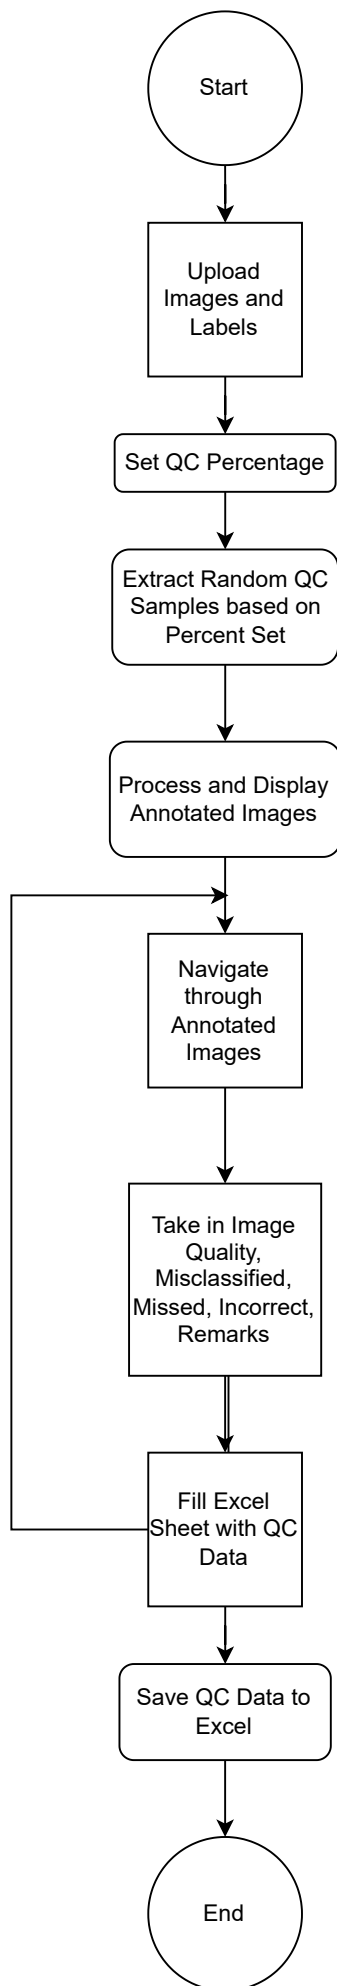 Start
Upload
Images and
Labels
Set QC Percentage
Extract Random QC
Samples based on
Percent Set
Process and Display
Annotated Images
Navigate
through
Annotated
Images
Take in Image
Quality,
Misclassified,
Missed, Incorrect,
Remarks
Fill Excel
Sheet with QC
Data
Save QC Data to
Excel
End